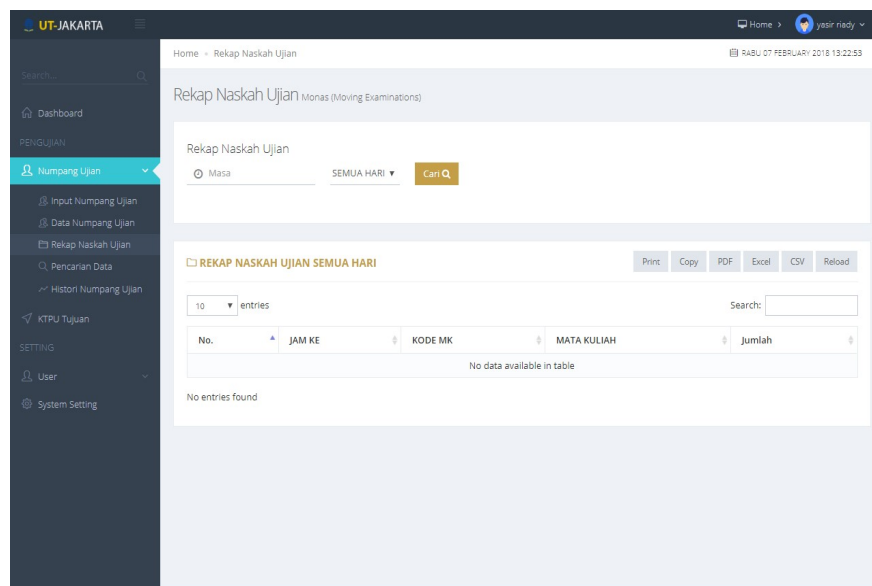 UT-JAKARTA
Home > yasir riady
Home Rekap Naskah Ujian
RABU 07 FEBRUARY 2018 13:22:53
Search...
Dashboard
PENGUJIAN
Numpang Ujian
Input Numpang Ujian
Data Numpang Ujian
Rekap Naskah Ujian
Pencarian Data
Histori Numpang Ujian
KTPU Tujuan
SETTING
User
System Setting
Rekap Naskah Ujian Monas (Moving Examinations)
Rekap Naskah Ujian
Masa SEMUA HARI Cari
REKAP NASKAH UJIAN SEMUA HARI
Print Copy PDF Excel CSV Reload
10 entries Search:
No. JAM KE KODE MK MATA KULIAH Jumlah
No data available in table
No entries found